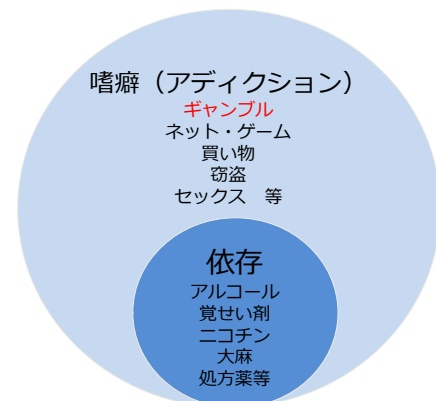 嗜癖（アディクション）
ギャンブル
ネット・ゲーム
買い物
窃盗
セックス　等
依存
アルコール
覚せい剤
ニコチン
大麻
処方薬等